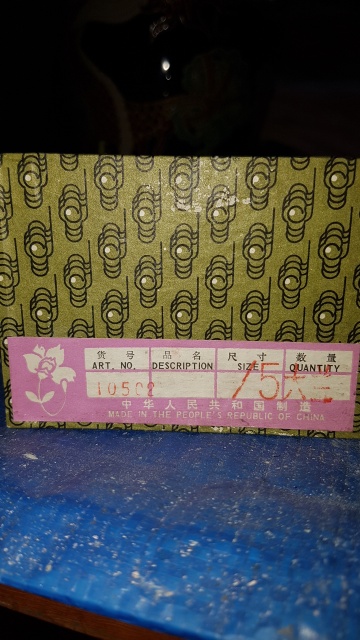 货号 品名 尺寸 数量
ART. NO. DESCRIPTION SIZE QUANTITY
10502
中华人民共和国制造
MADE IN THE PEOPLE'S REPUBLIC OF CHINA